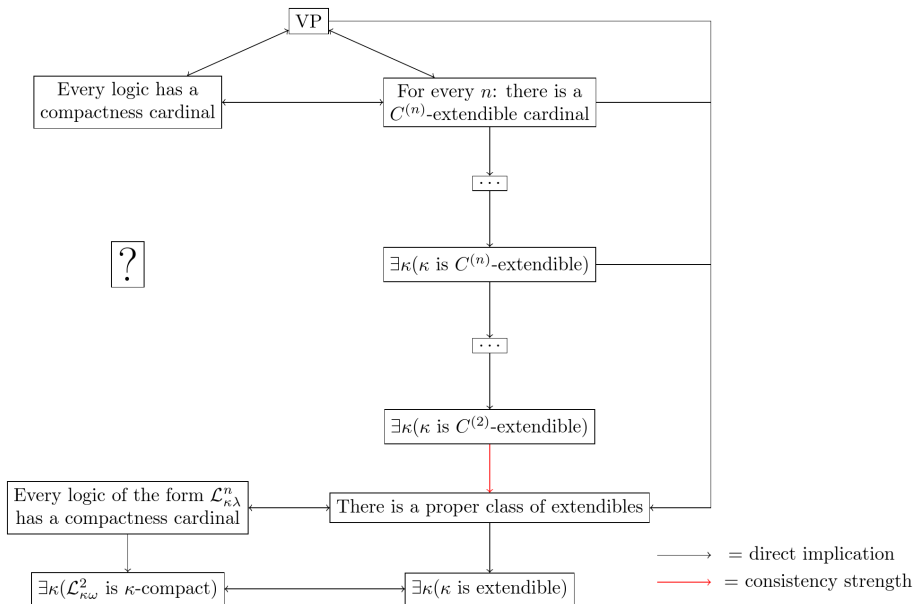 VP
Every logic has a
compactness cardinal
For every n: there is a
C⁽ⁿ⁾-extendible cardinal
···
?
∃κ(κ is C⁽ⁿ⁾-extendible)
···
∃κ(κ is C⁽²⁾-extendible)
Every logic of the form ℒⁿ_κλ
has a compactness cardinal
There is a proper class of extendibles
∃κ(ℒ²_κω is κ-compact)
∃κ(κ is extendible)
= direct implication
= consistency strength